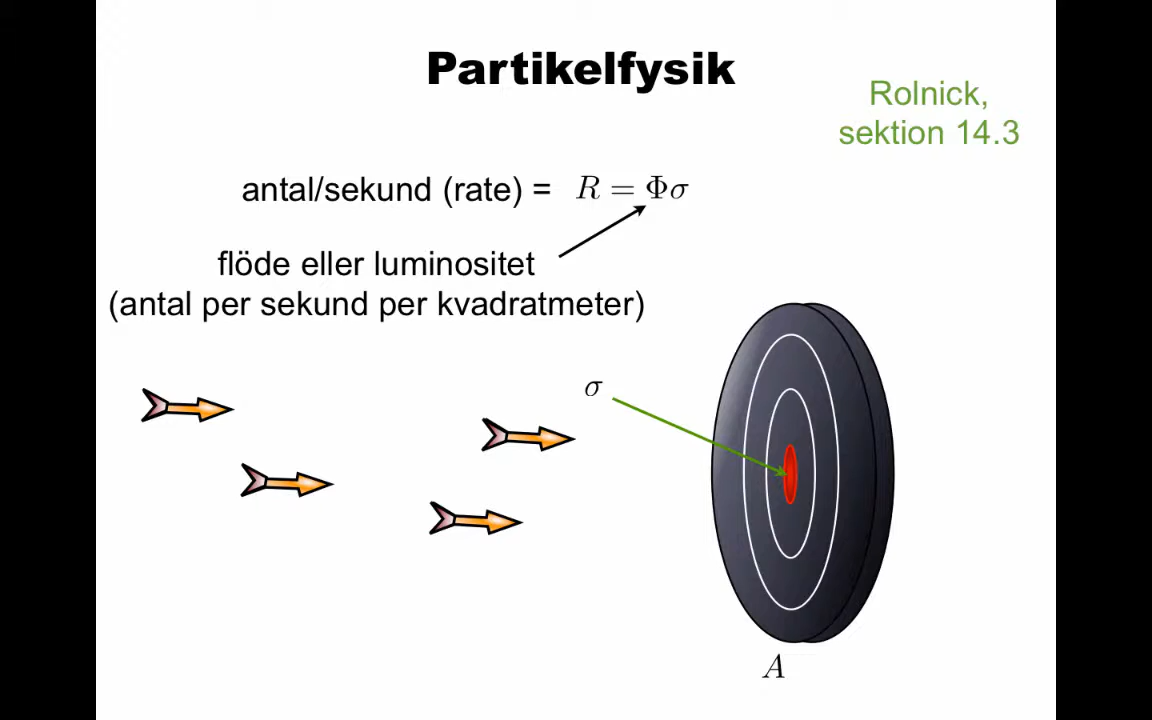 Partikelfysik
Rolnick,
sektion 14.3
antal/sekund (rate) = R = Φσ
flöde eller luminositet
(antal per sekund per kvadratmeter)
σ
A